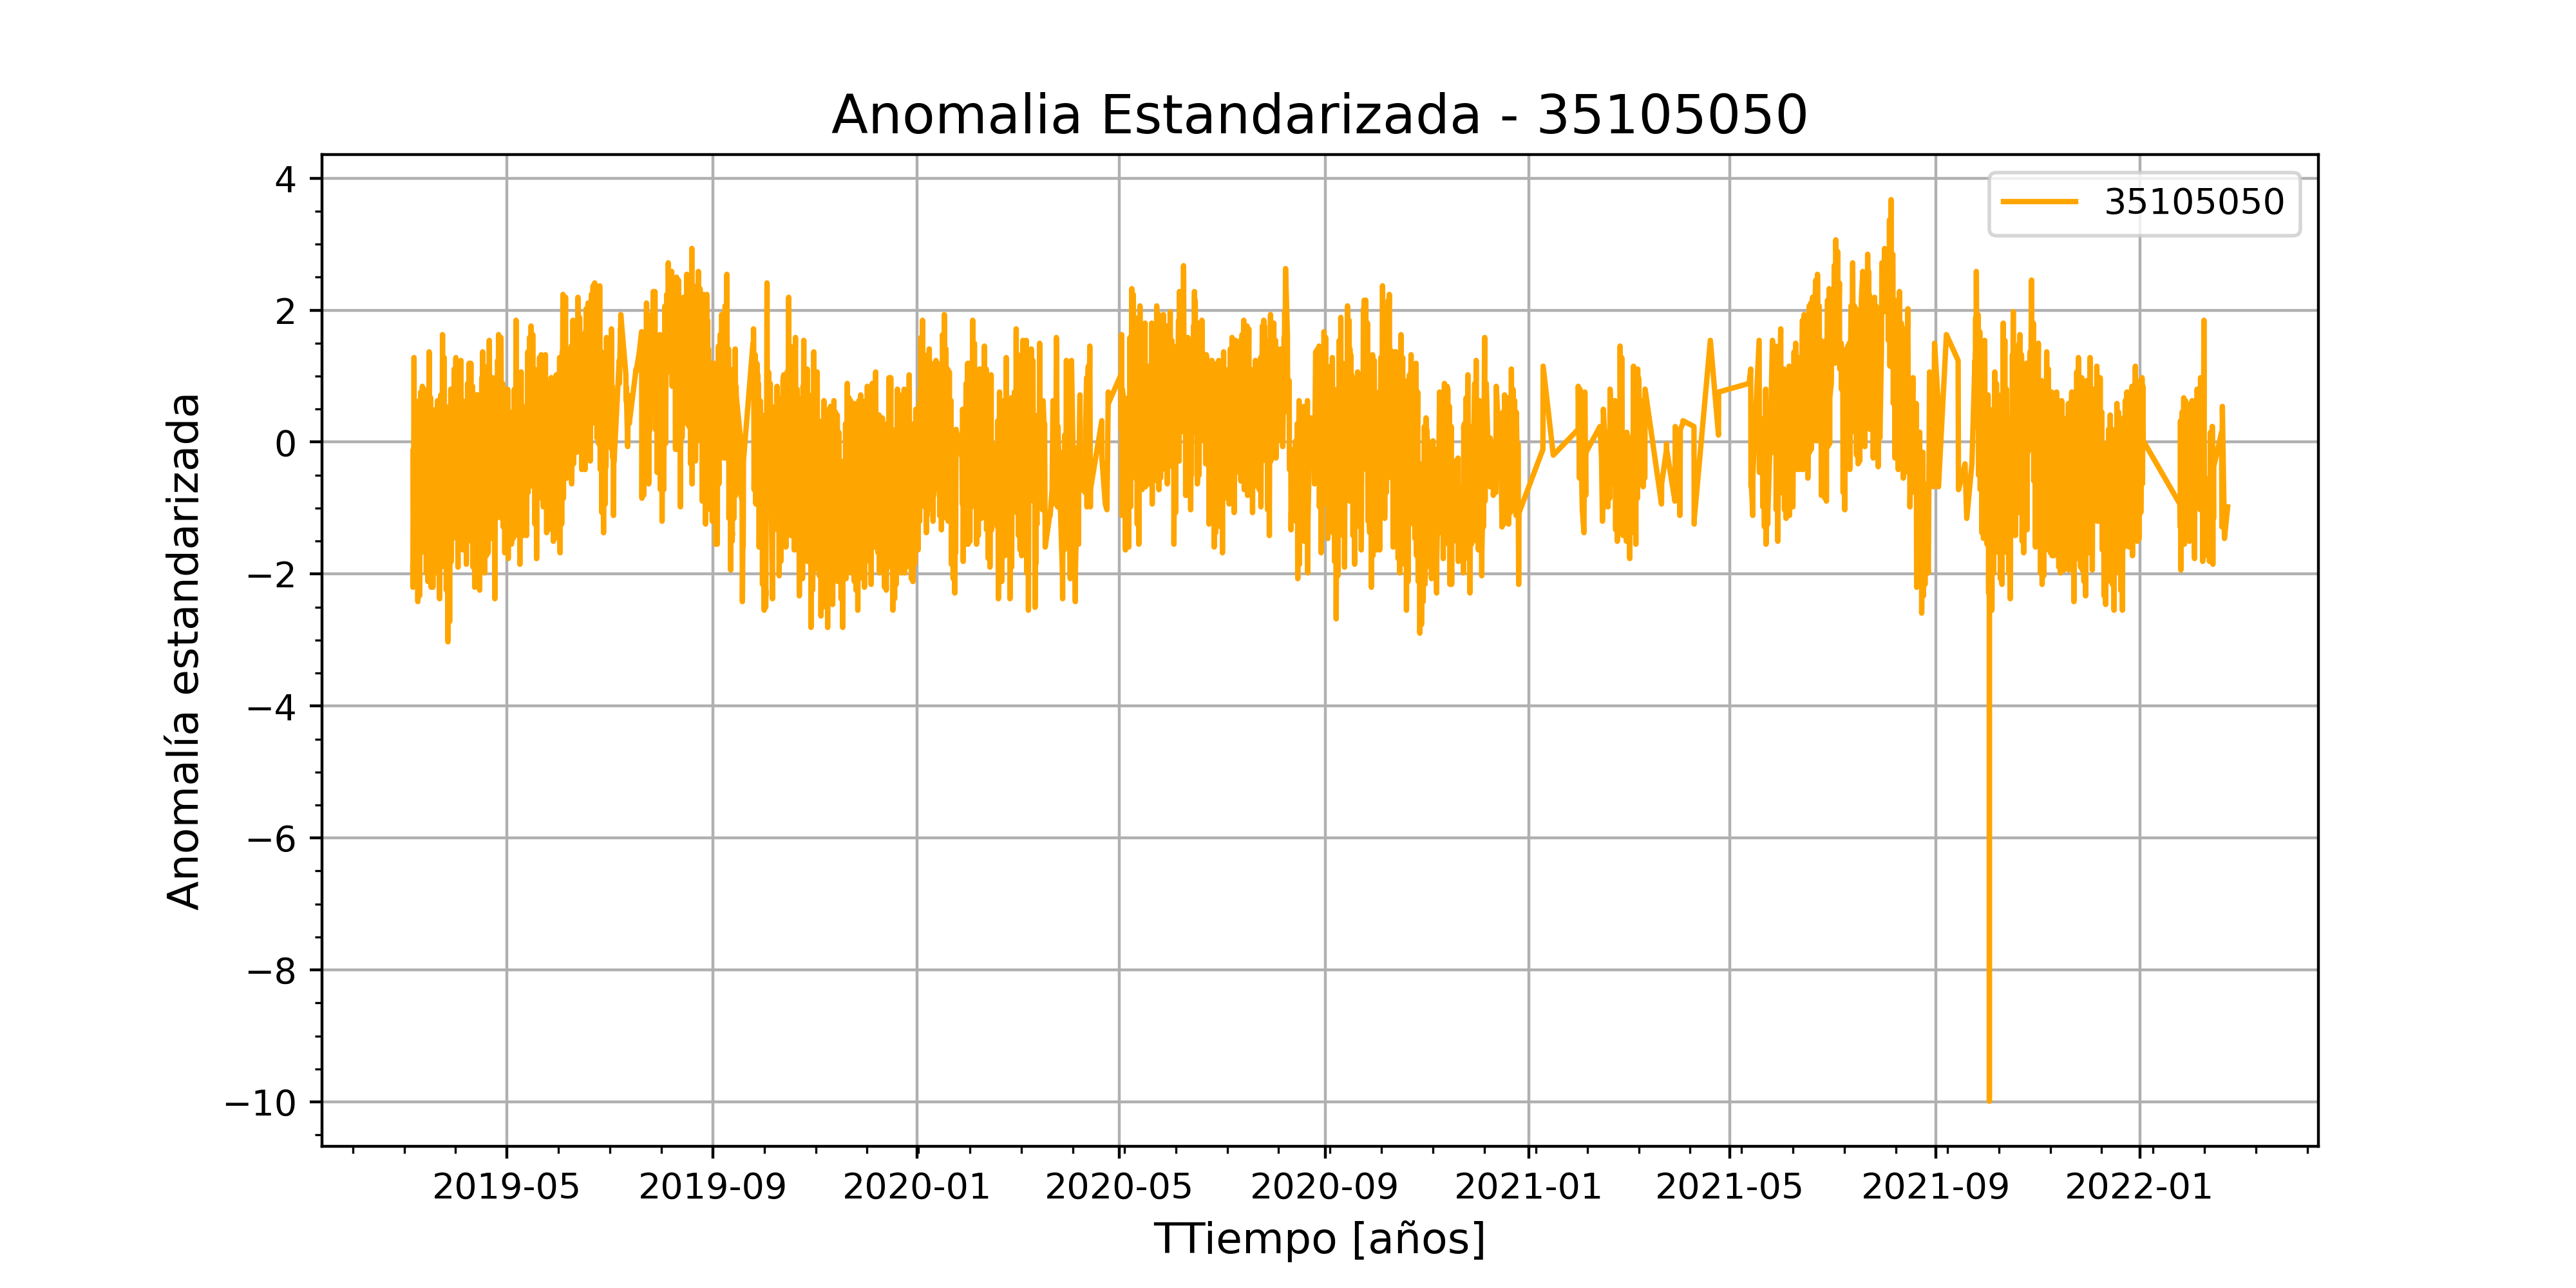 Anomalia Estandarizada - 35105050
35105050
Anomalía estandarizada
4
2
0
−2
−4
−6
−8
−10
2019-05 2019-09 2020-01 2020-05 2020-09 2021-01 2021-05 2021-09 2022-01
TTiempo [años]